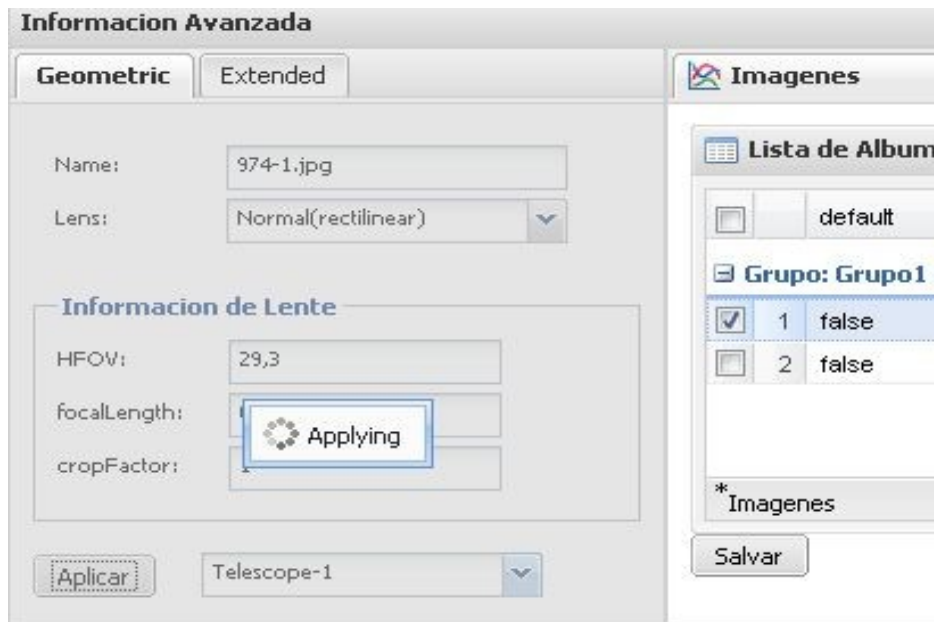 Informacion Avanzada
Geometric
Extended
Name:
974-1.jpg
Lens:
Normal(rectilinear)
Informacion de Lente
HFOV:
29,3
focalLength:
Applying
cropFactor:
Aplicar
Telescope-1
Imagenes
Lista de Album
default
Grupo: Grupo1
1 false
2 false
*Imagenes
Salvar